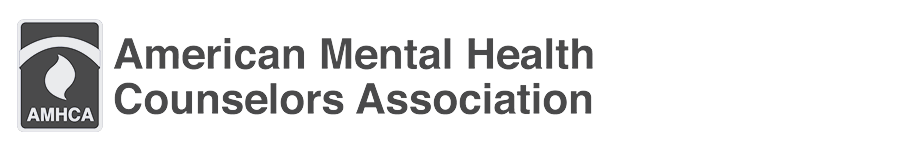 AMHCA
American Mental Health
Counselors Association